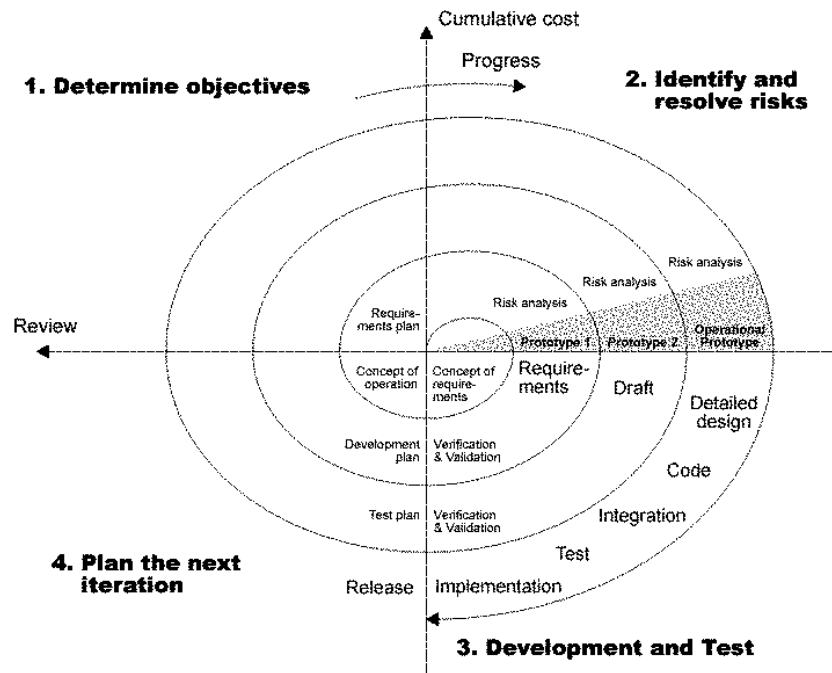 Cumulative cost
Progress
1. Determine objectives
2. Identify and
resolve risks
Risk analysis
Risk analysis
Risk analysis
Require-
ments plan
Review
Prototype 1
Prototype 2
Operational
Prototype
Concept of
operation
Concept of
require-
ments
Require-
ments
Draft
Detailed
design
Development
plan
Verification
& Validation
Code
Test plan
Verification
& Validation
Integration
Test
4. Plan the next
iteration
Release
Implementation
3. Development and Test